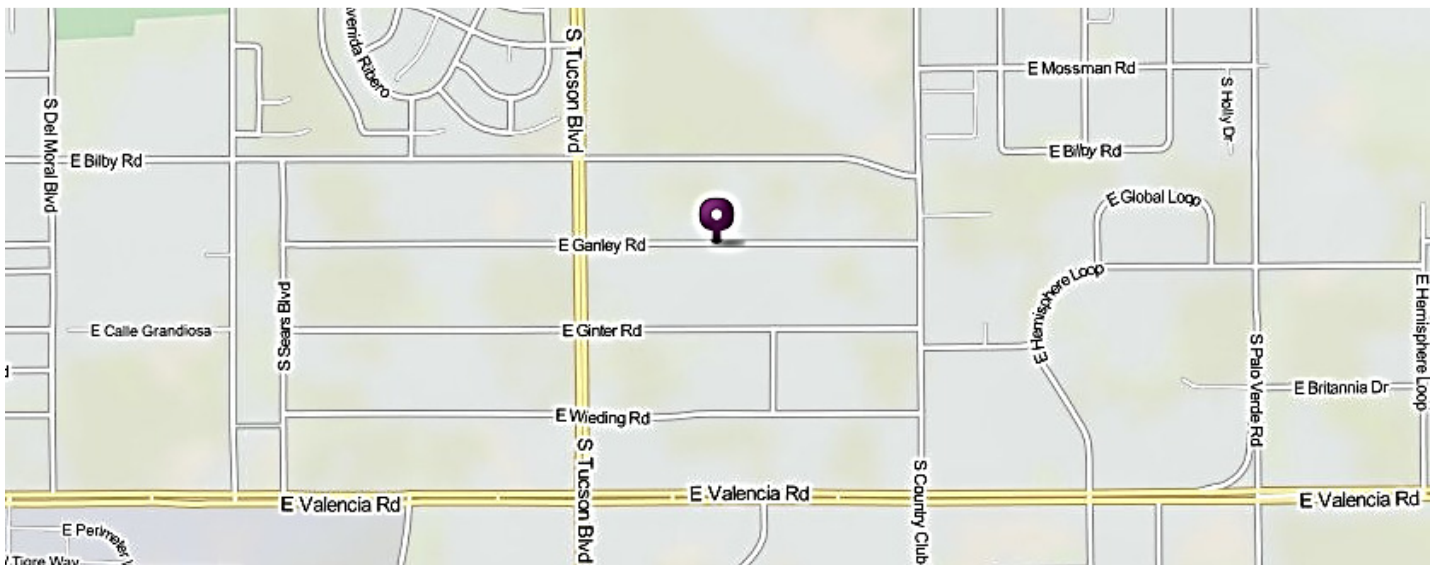 Avenida Ribero
S Tucson Blvd
E Mossman Rd
S Holly Dr
S Del Moral Blvd
E Bilby Rd
E Bilby Rd
E Global Loop
E Ganley Rd
E Hemisphere Loop
S Sears Blvd
E Hemisphere Loop
E Calle Grandiosa
E Ginter Rd
S Palo Verde Rd
E Britannia Dr
E Wieding Rd
S Tucson Blvd
S Country Club
E Valencia Rd
E Valencia Rd
E Valencia Rd
E Perimeter
Tigre Way